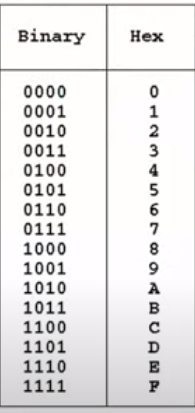 Binary Hex
0000 0
0001 1
0010 2
0011 3
0100 4
0101 5
0110 6
0111 7
1000 8
1001 9
1010 A
1011 B
1100 C
1101 D
1110 E
1111 F